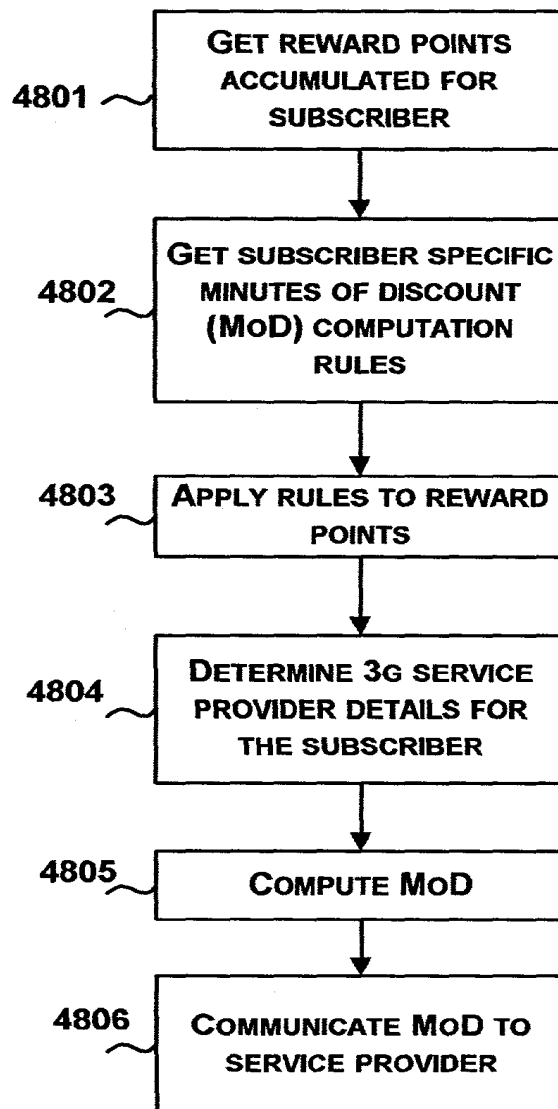 GET REWARD POINTS
ACCUMULATED FOR
SUBSCRIBER
4801
GET SUBSCRIBER SPECIFIC
MINUTES OF DISCOUNT
(MOD) COMPUTATION
RULES
4802
APPLY RULES TO REWARD
POINTS
4803
DETERMINE 3G SERVICE
PROVIDER DETAILS FOR
THE SUBSCRIBER
4804
COMPUTE MOD
4805
COMMUNICATE MOD TO
SERVICE PROVIDER
4806